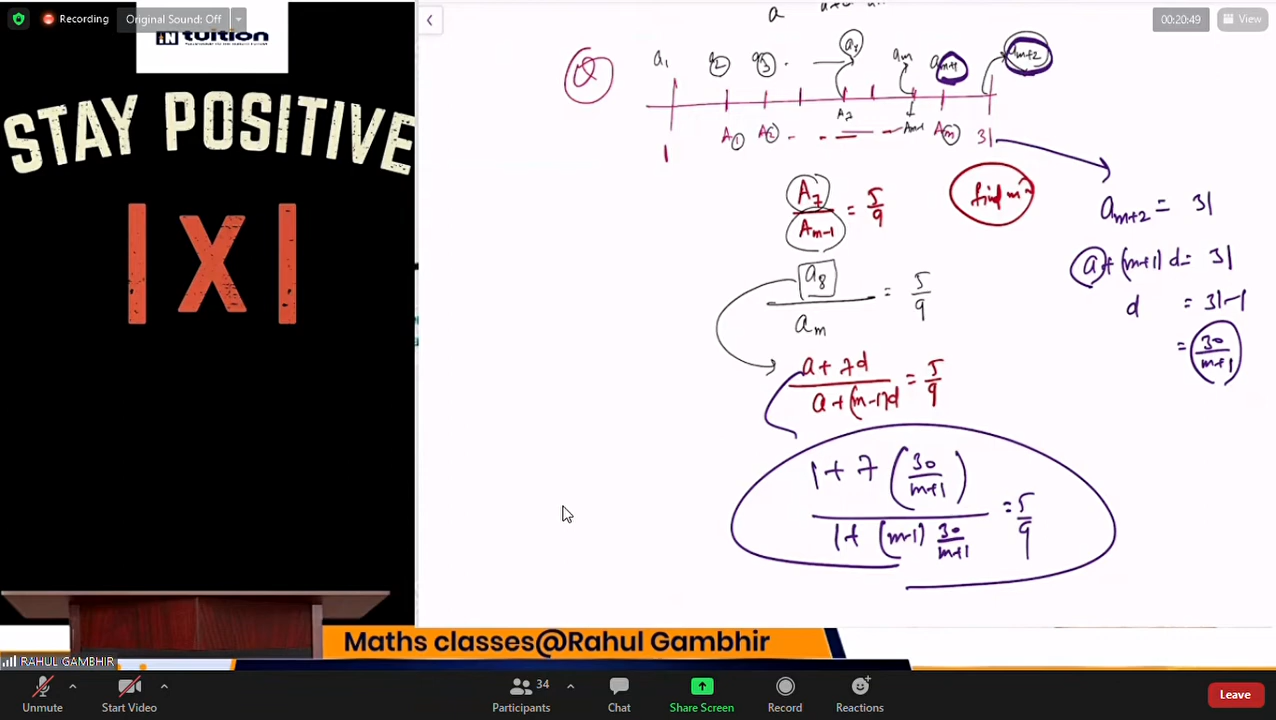 Recording
Original Sound: Off
00:20:49
View
iNtuition
STAY POSITIVE
|x|
a
Q
a1 a2 a3 . am am+1 am+2
A7
A1 A2 - - Am-1 Am 31
1
A7/Am-1 = 5/9
find m
a8/am = 5/9
a+7d/a+(m-1)d = 5/9
1+7(30/m+1)/1+(m-1)30/m+1 = 5/9
am+2 = 31
a+(m+1)d = 31
d = 31-1
= 30/m+1
Maths classes@Rahul Gambhir
RAHUL GAMBHIR
Unmute
Start Video
34
Participants
Chat
Share Screen
Record
Reactions
Leave